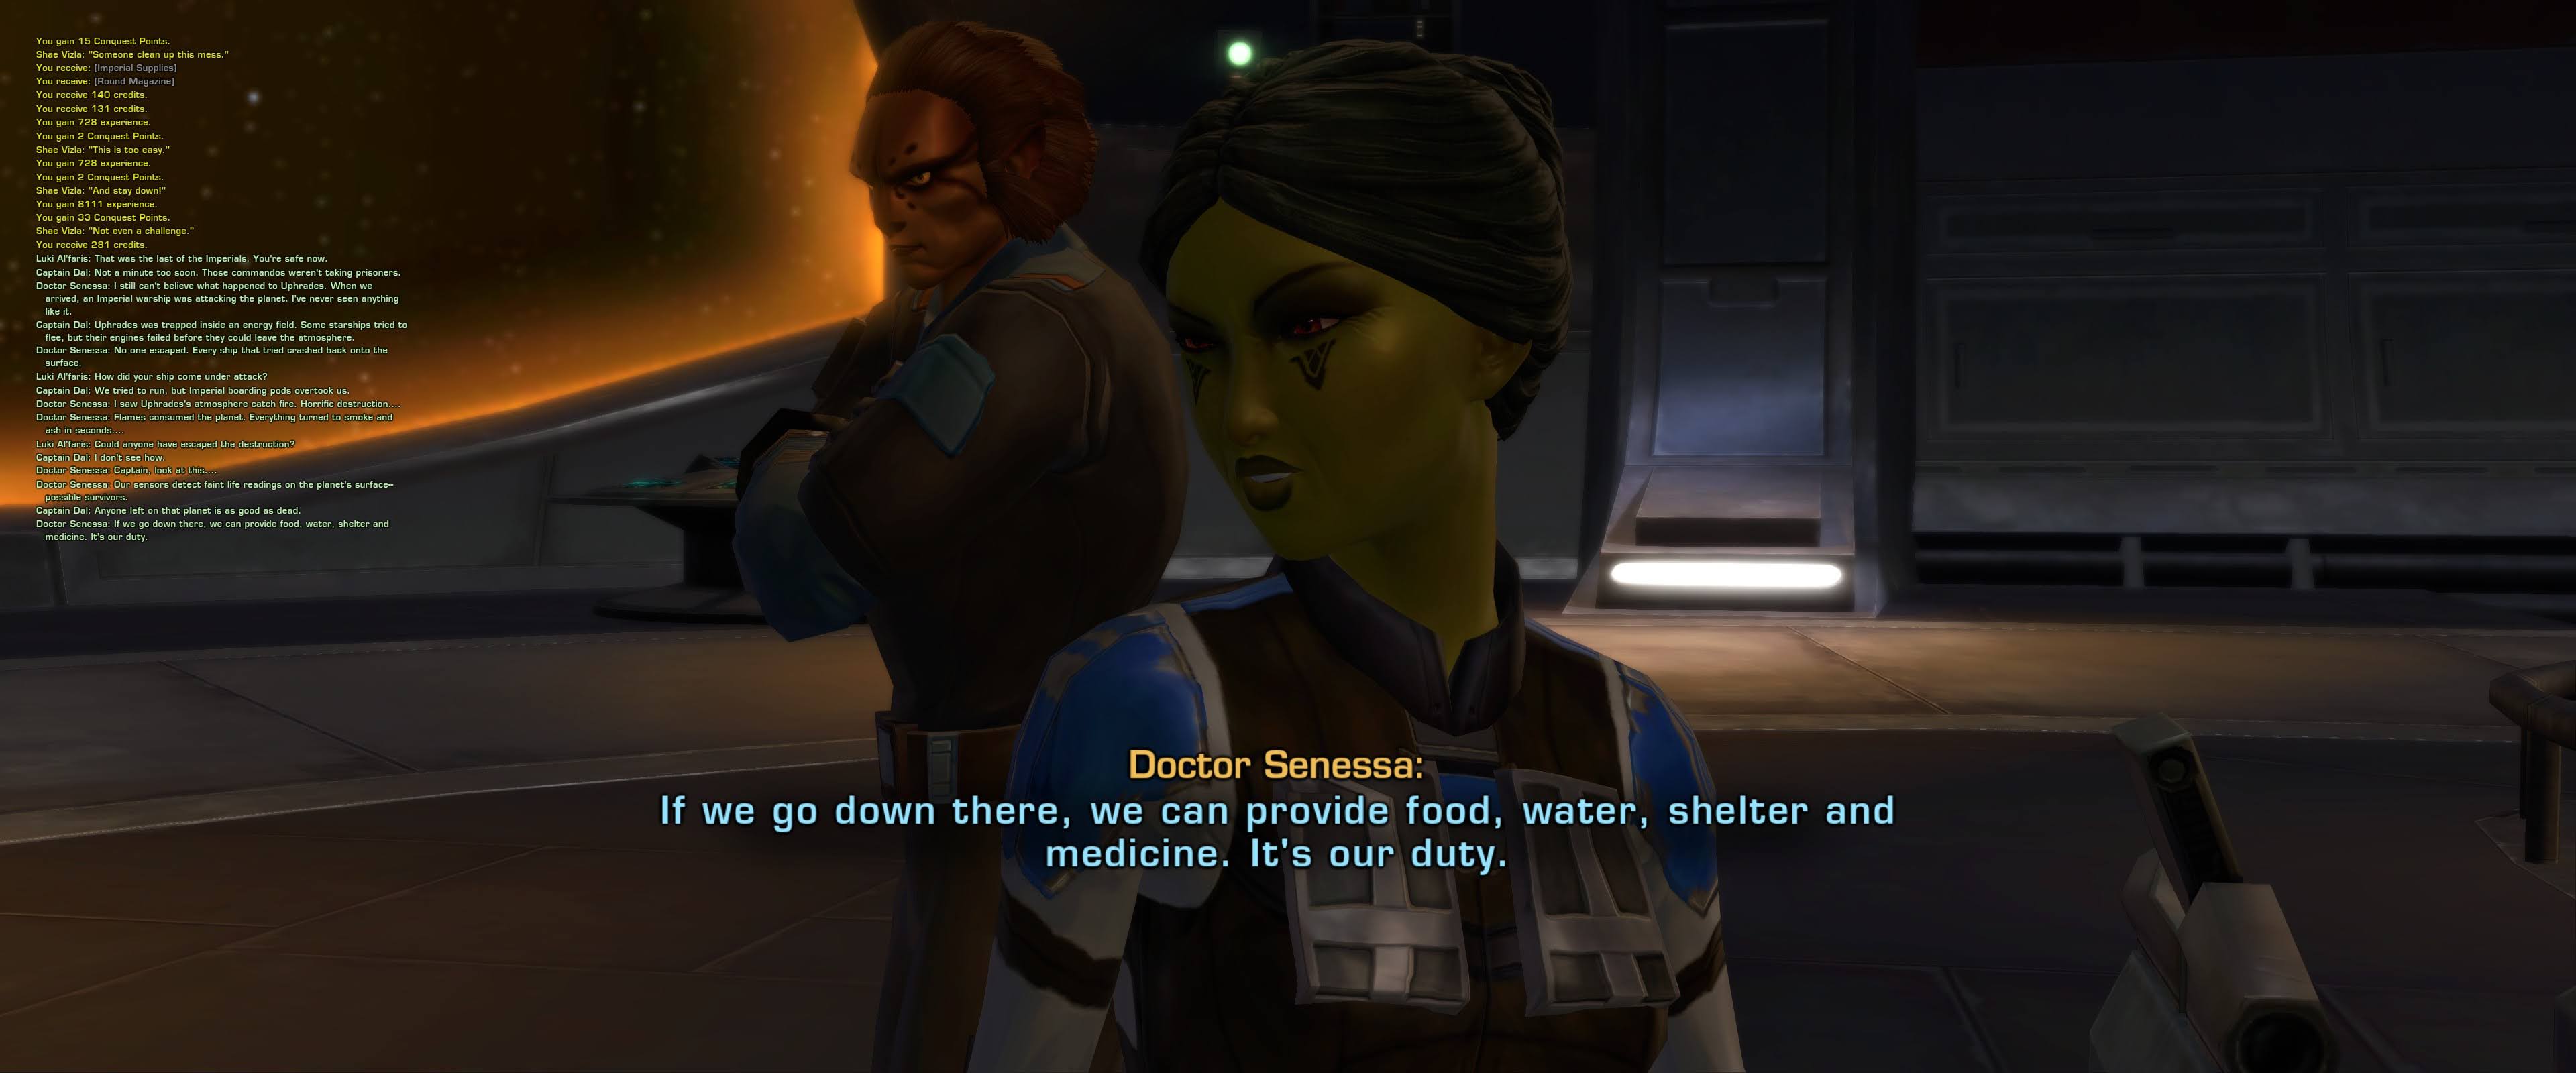 You gain 15 Conquest Points.
Shae Vizla: "Someone clean up this mess."
You receive: [Imperial Supplies]
You receive: [Round Magazine]
You receive 140 credits.
You receive 131 credits.
You gain 728 experience.
You gain 2 Conquest Points.
Shae Vizla: "This is too easy."
You gain 728 experience.
You gain 2 Conquest Points.
Shae Vizla: "And stay down!"
You gain 8111 experience.
You gain 33 Conquest Points.
Shae Vizla: "Not even a challenge."
You receive 281 credits.
Luki Al'faris: That was the last of the Imperials. You're safe now.
Captain Dal: Not a minute too soon. Those commandos weren't taking prisoners.
Doctor Senessa: I still can't believe what happened to Uphrades. When we
arrived, an Imperial warship was attacking the planet. I've never seen anything
like it.
Captain Dal: Uphrades was trapped inside an energy field. Some starships tried to
flee, but their engines failed before they could leave the atmosphere.
Doctor Senessa: No one escaped. Every ship that tried crashed back onto the
surface.
Luki Al'faris: How did your ship come under attack?
Captain Dal: We tried to run, but Imperial boarding pods overtook us.
Doctor Senessa: I saw Uphrades's atmosphere catch fire. Horrific destruction....
Doctor Senessa: Flames consumed the planet. Everything turned to smoke and
ash in seconds....
Luki Al'faris: Could anyone have escaped the destruction?
Captain Dal: I don't see how.
Doctor Senessa: Captain, look at this....
Doctor Senessa: Our sensors detect faint life readings on the planet's surface—
possible survivors.
Captain Dal: Anyone left on that planet is as good as dead.
Doctor Senessa: If we go down there, we can provide food, water, shelter and
medicine. It's our duty.
Doctor Senessa:
If we go down there, we can provide food, water, shelter and
medicine. It's our duty.